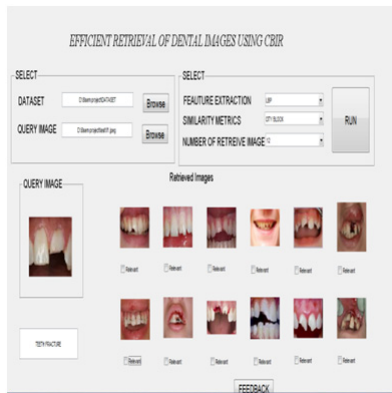 EFFICIENT RETRIEVAL OF DENTAL IMAGES USING CBIR
SELECT
DATASET
Browse
QUERY IMAGE
Browse
SELECT
FEAUTURE EXTRACTION
LBP
SIMILARITY METRICS
CITY BLOCK
NUMBER OF RETREIVE IMAGE
12
RUN
QUERY IMAGE
TEETH FRACTURE
Retrieved Images
Relevant Relevant Relevant Relevant Relevant Relevant
Relevant Relevant Relevant Relevant Relevant Relevant
FEEDBACK